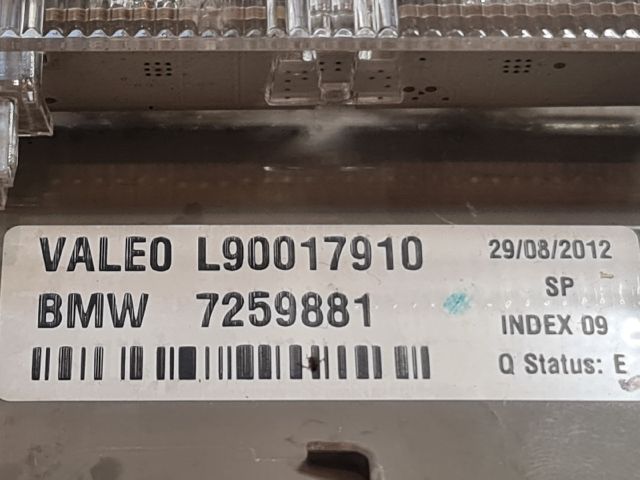 VALEO L90017910
BMW 7259881
29/08/2012
SP
INDEX 09
Q Status: E